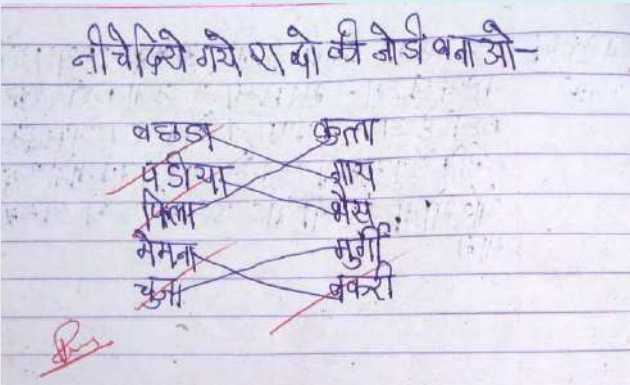 नीचे दिये गये शब्दो की जोडी बनाओ-
बछडा कुत्ता
पडीया गाय
पिला भैस
मेमना मुर्गी
चुजा बकरी